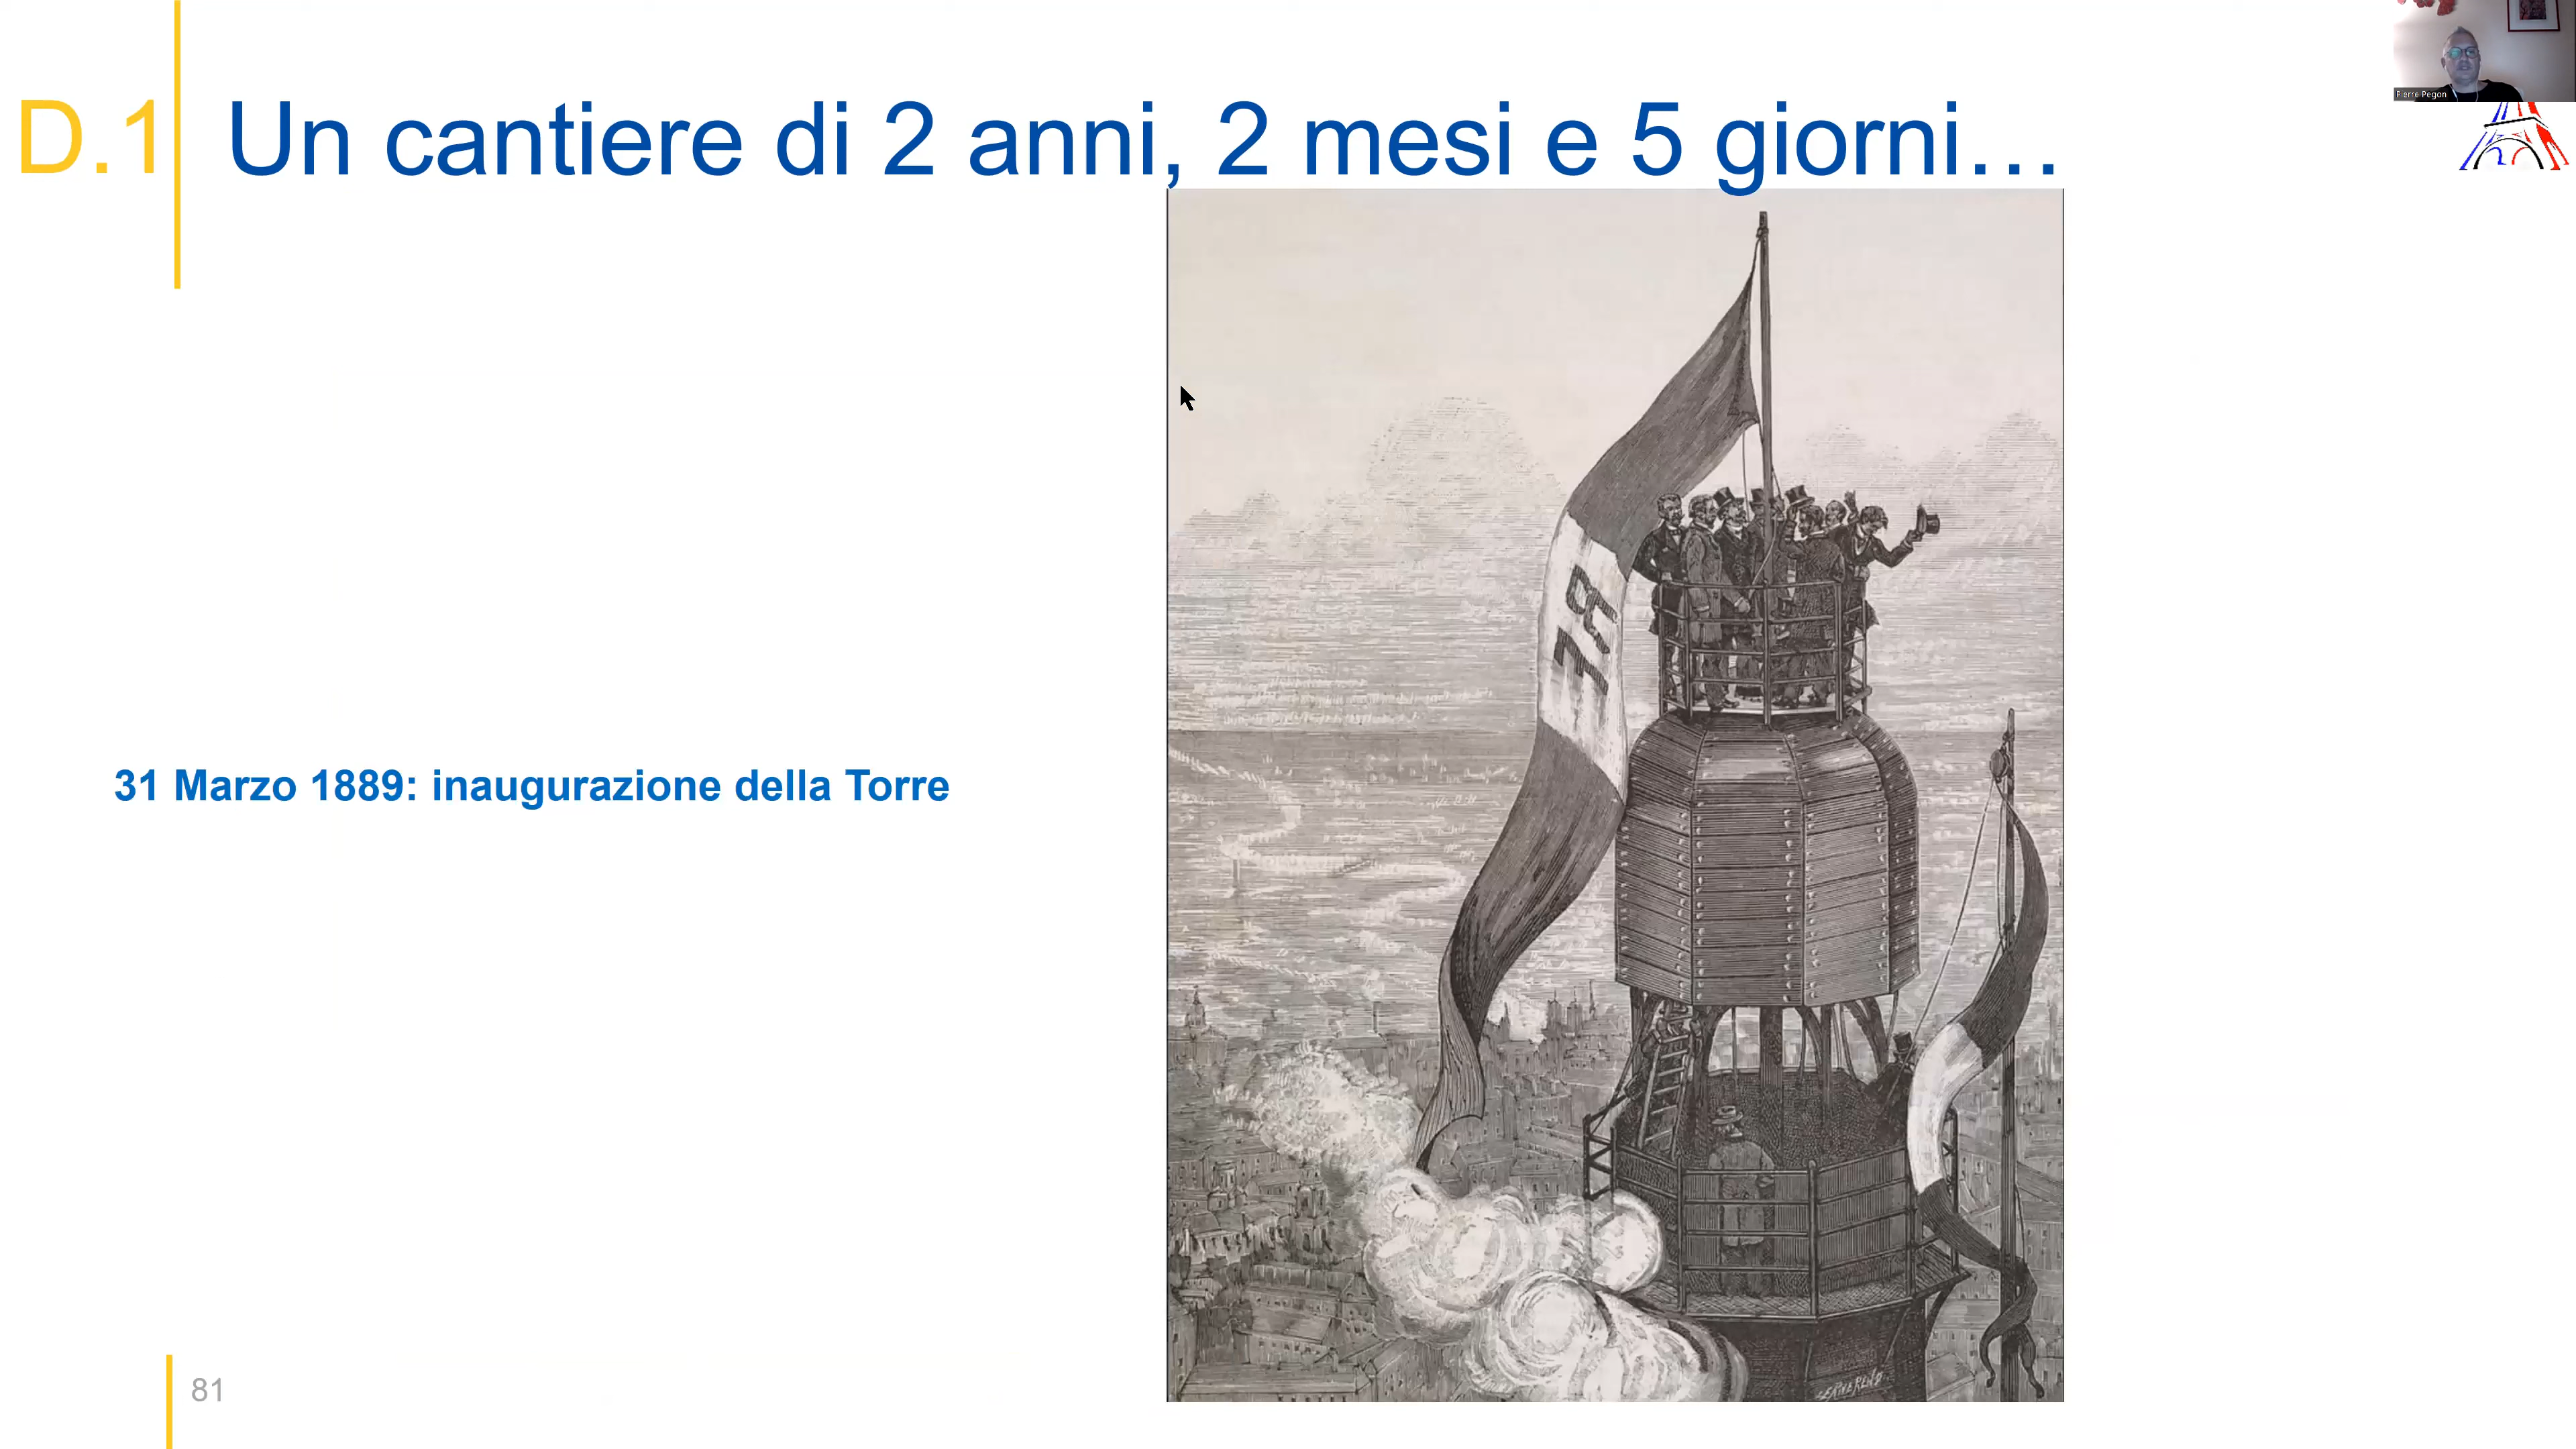 D.1 Un cantiere di 2 anni, 2 mesi e 5 giorni…
Pierre Pegon
R.F.
31 Marzo 1889: inaugurazione della Torre
81